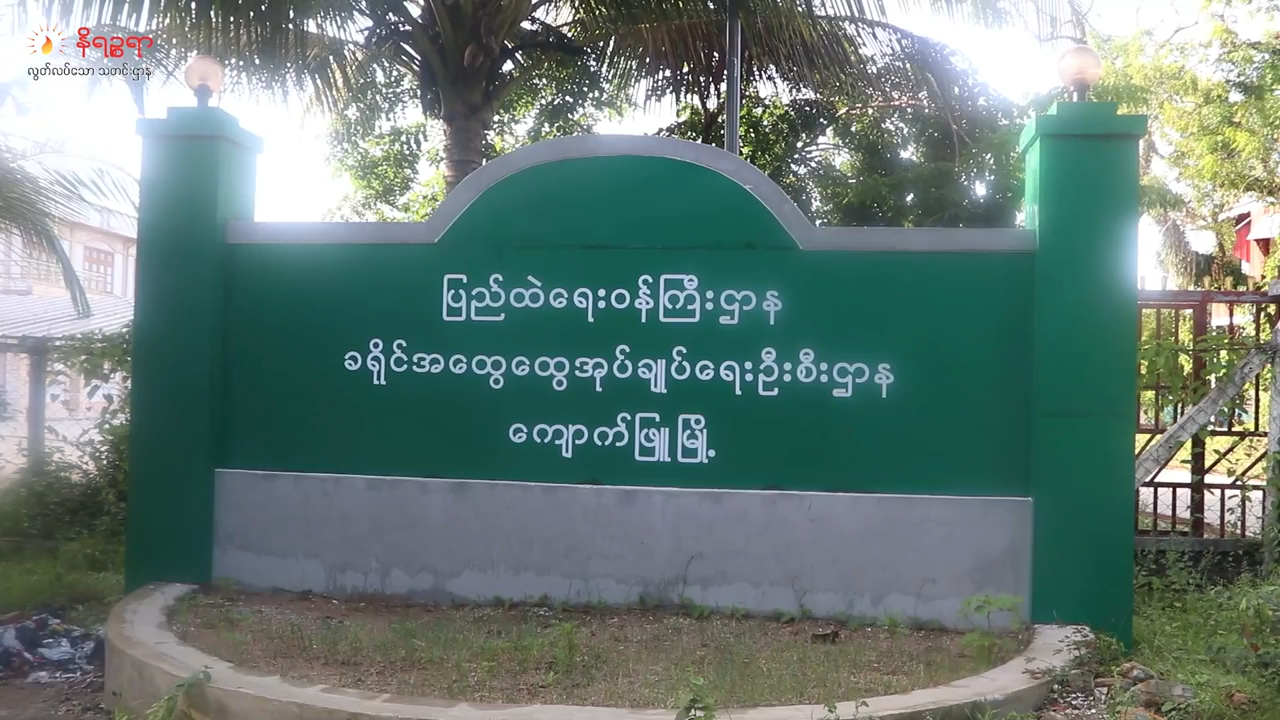 နိရဉ္စရာ
လွတ်လပ်သော သတင်းဌာန
ပြည်ထဲရေးဝန်ကြီးဌာန
ခရိုင်အထွေထွေအုပ်ချုပ်ရေးဦးစီးဌာန
ကျောက်ဖြူမြို့